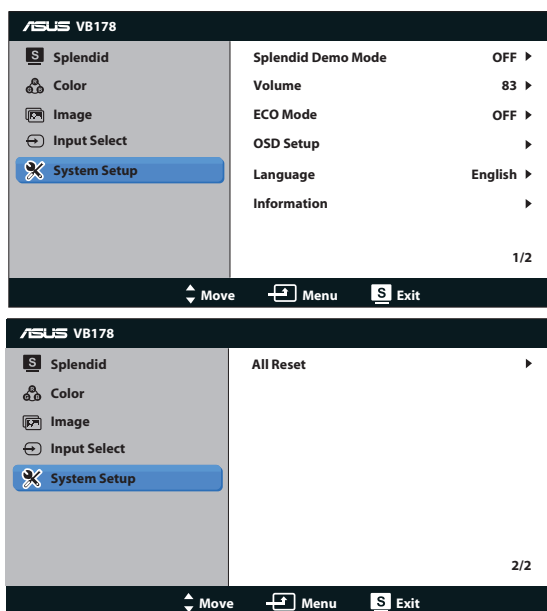 ASUS VB178
S Splendid
Color
Image
Input Select
System Setup
Splendid Demo Mode OFF
Volume 83
ECO Mode OFF
OSD Setup
Language English
Information
1/2
Move Menu S Exit
ASUS VB178
S Splendid
Color
Image
Input Select
System Setup
All Reset
2/2
Move Menu S Exit